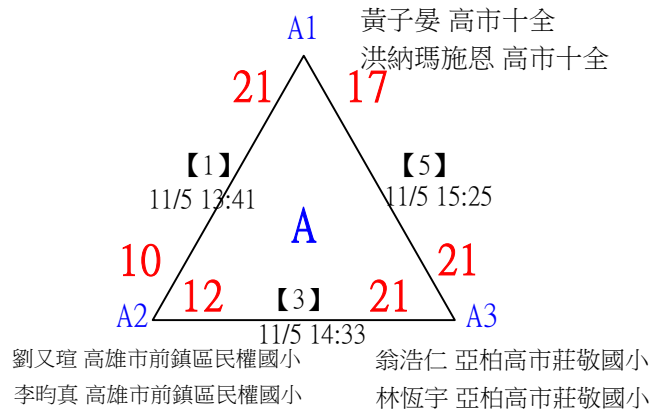 A1
黃子晏 高市十全
洪納瑪施恩 高市十全
21
17
【1】
11/5 13:41
【5】
11/5 15:25
A
10
21
12
【3】
21
A2
A3
11/5 14:33
劉又瑄 高雄市前鎮區民權國小
翁浩仁 亞柏高市莊敬國小
李昀真 高雄市前鎮區民權國小
林恆宇 亞柏高市莊敬國小